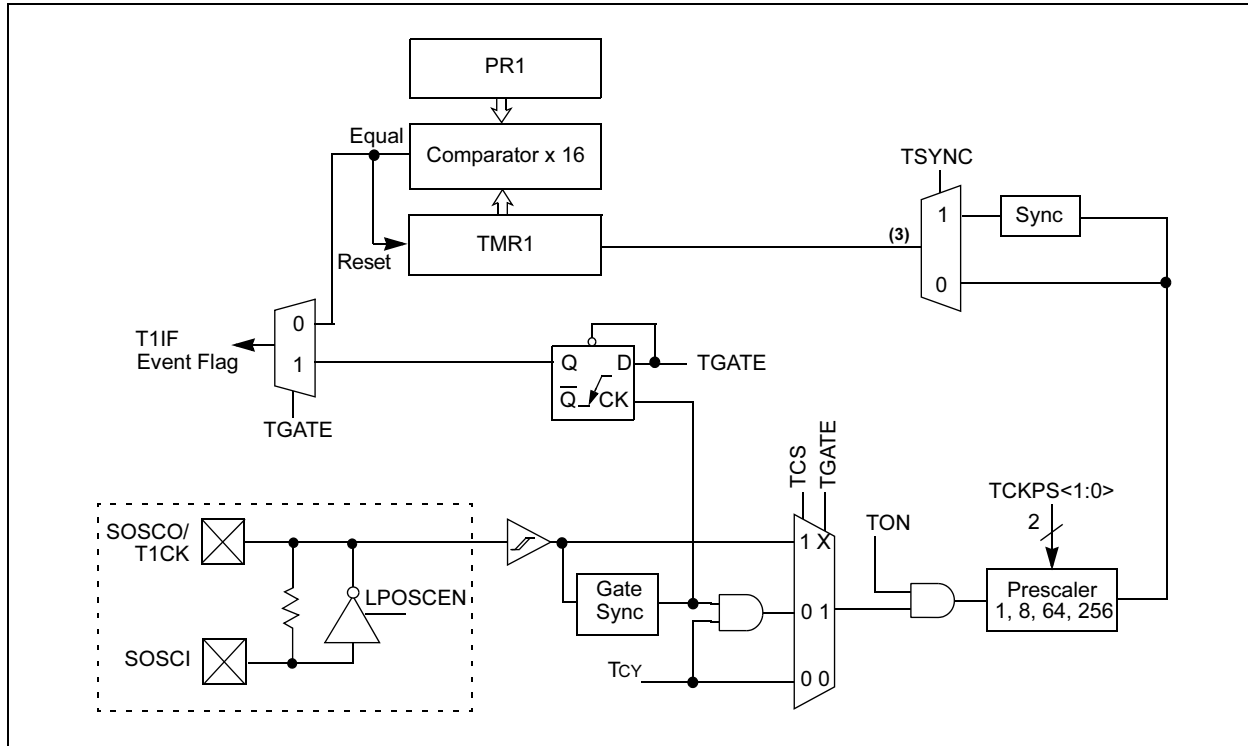 PR1
Equal
Comparator x 16
TSYNC
1
Sync
(3)
TMR1
Reset
0
0
T1IF
Event Flag
1
Q
D
TGATE
Q
CK
TGATE
TCS
TGATE
TCKPS<1:0>
2
TON
SOSCO/
T1CK
1 X
Prescaler
1, 8, 64, 256
Gate
Sync
LPOSCEN
0 1
SOSCI
TCY
0 0